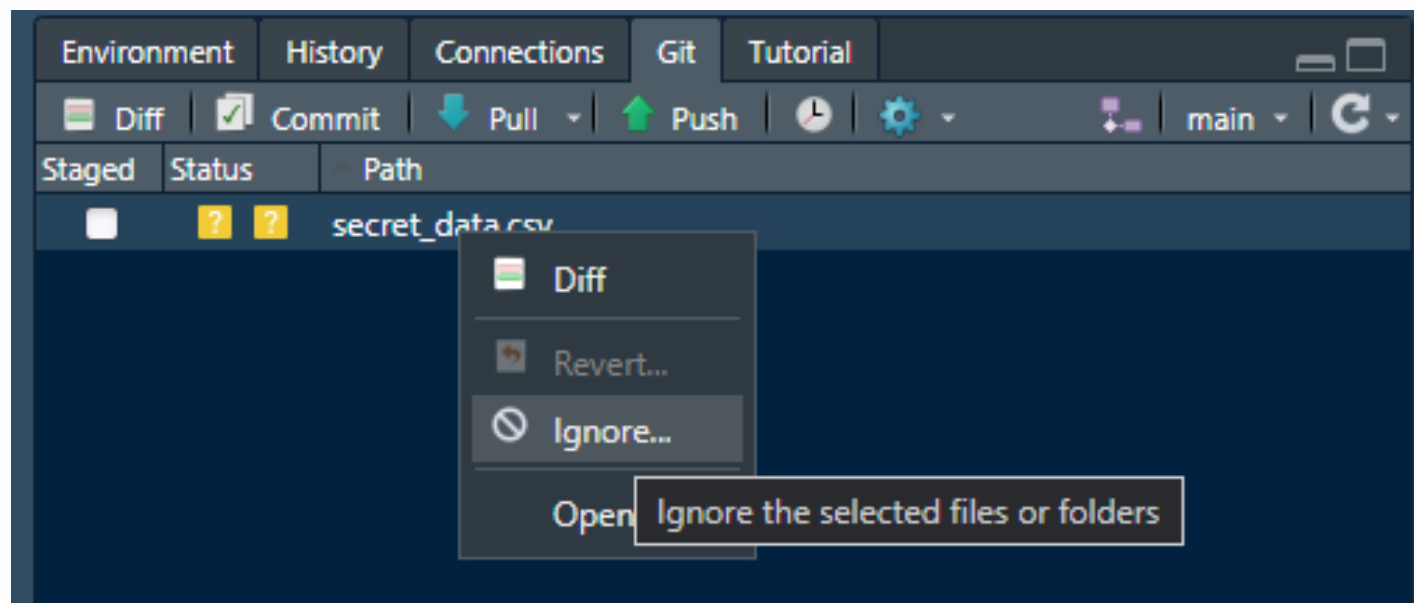 Environment History Connections Git Tutorial
Diff Commit Pull Push main
Staged Status Path
? ? secret_data.csv
Diff
Revert...
Ignore...
Open
Ignore the selected files or folders